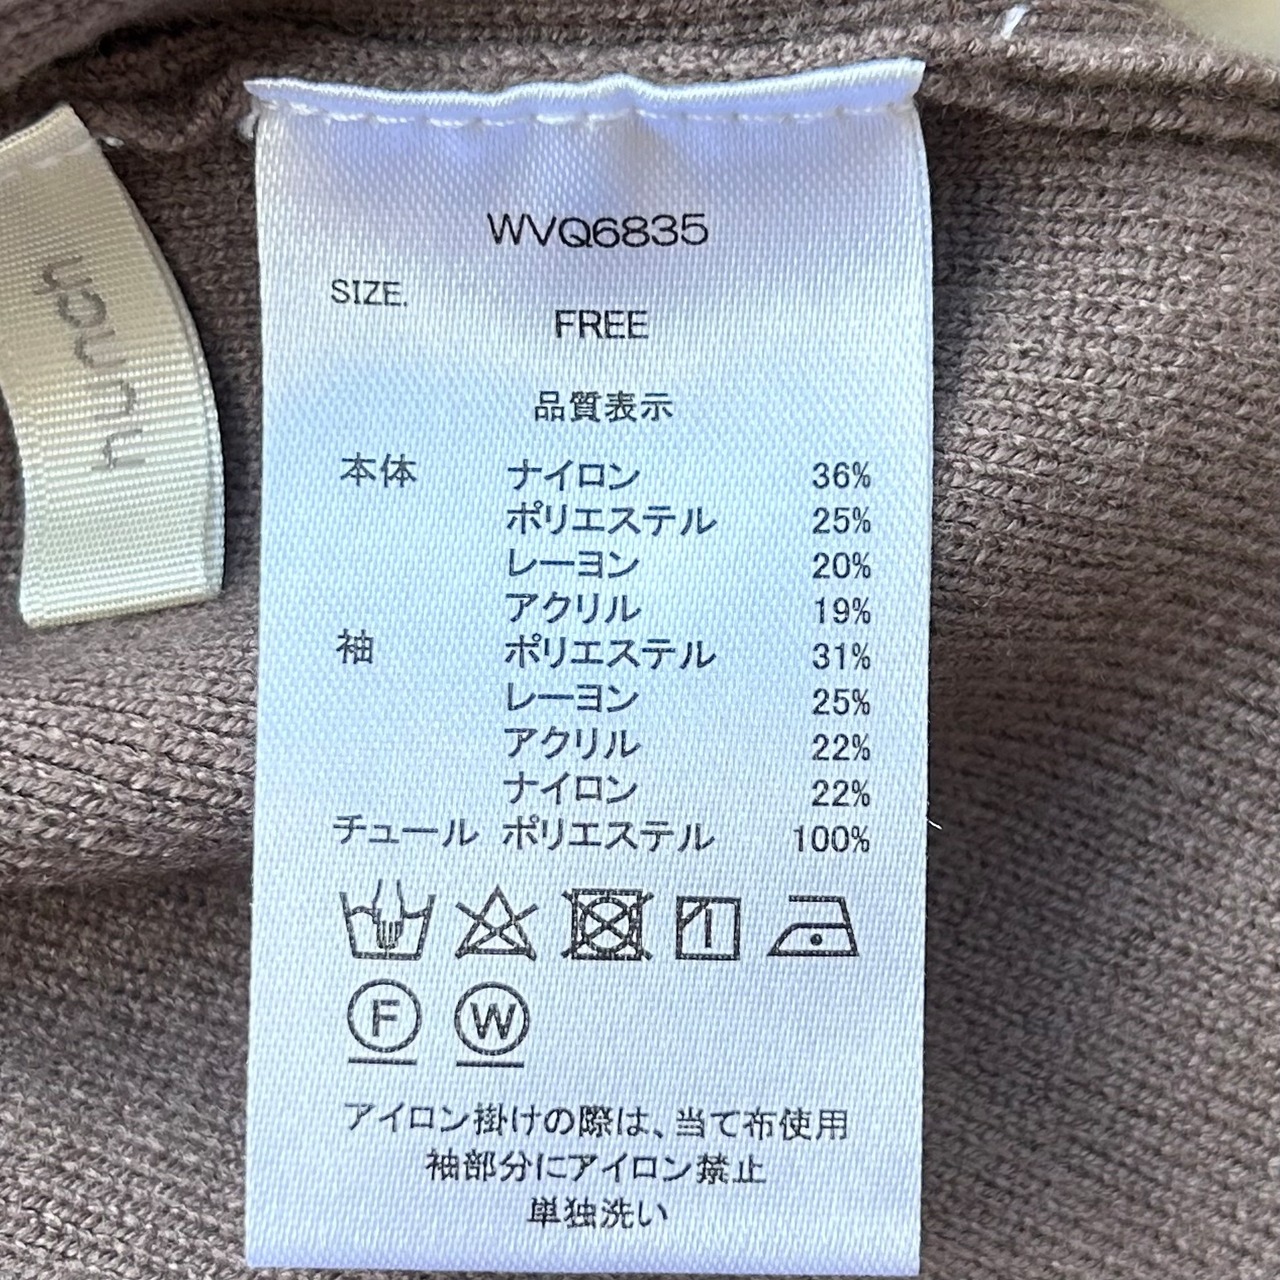 WVQ6835
SIZE.
FREE
品質表示
本体 ナイロン 36%
ポリエステル 25%
レーヨン 20%
アクリル 19%
袖 ポリエステル 31%
レーヨン 25%
アクリル 22%
ナイロン 22%
チュール ポリエステル 100%
F W
アイロン掛けの際は、当て布使用
袖部分にアイロン禁止
単独洗い